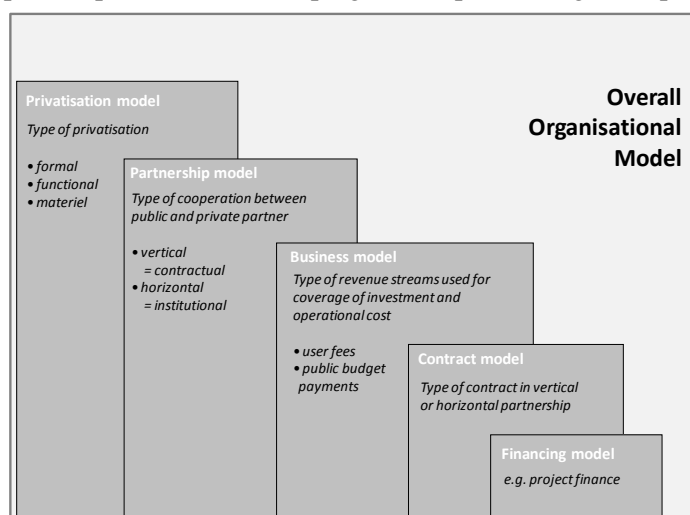 Overall
Organisational
Model
Privatisation model
Type of privatisation
• formal
• functional
• materiel
Partnership model
Type of cooperation between
public and private partner
• vertical
= contractual
• horizontal
= institutional
Business model
Type of revenue streams used for
coverage of investment and
operational cost
• user fees
• public budget
payments
Contract model
Type of contract in vertical
or horizontal partnership
Financing model
e.g. project finance